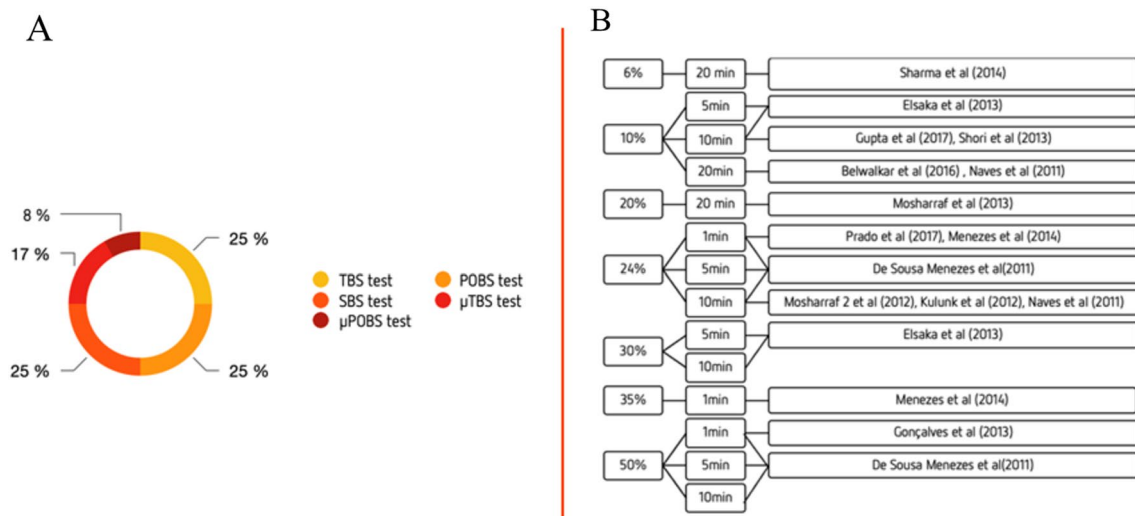 A
8 %
17 %
25 %
25 %
25 %
TBS test
POBS test
SBS test
µTBS test
µPOBS test
B
6%
20 min
Sharma et al (2014)
10%
5min
Elsaka et al (2013)
10min
Gupta et al (2017), Shori et al (2013)
20min
Belwalkar et al (2016) , Naves et al (2011)
20%
20 min
Mosharraf et al (2013)
24%
1min
Prado et al (2017), Menezes et al (2014)
5min
De Sousa Menezes et al(2011)
10min
Mosharraf 2 et al (2012), Kulunk et al (2012), Naves et al (2011)
30%
5min
Elsaka et al (2013)
10min
35%
1min
Menezes et al (2014)
50%
1min
Gonçalves et al (2013)
5min
De Sousa Menezes et al(2011)
10min